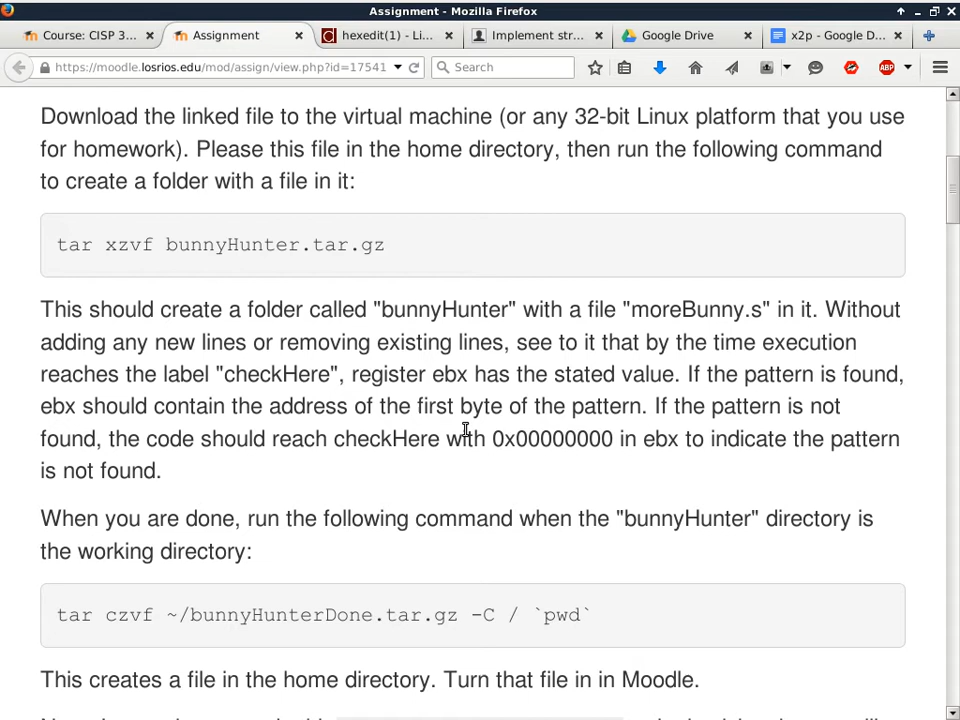 Assignment - Mozilla Firefox
Course: CISP 3... Assignment hexedit(1) - Li... Implement str... Google Drive x2p - Google D...
https://moodle.losrios.edu/mod/assign/view.php?id=17541 Search ABP
Download the linked file to the virtual machine (or any 32-bit Linux platform that you use
for homework). Please this file in the home directory, then run the following command
to create a folder with a file in it:
tar xzvf bunnyHunter.tar.gz
This should create a folder called "bunnyHunter" with a file "moreBunny.s" in it. Without
adding any new lines or removing existing lines, see to it that by the time execution
reaches the label "checkHere", register ebx has the stated value. If the pattern is found,
ebx should contain the address of the first byte of the pattern. If the pattern is not
found, the code should reach checkHere with 0x00000000 in ebx to indicate the pattern
is not found.
When you are done, run the following command when the "bunnyHunter" directory is
the working directory:
tar czvf ~/bunnyHunterDone.tar.gz -C / `pwd`
This creates a file in the home directory. Turn that file in in Moodle.